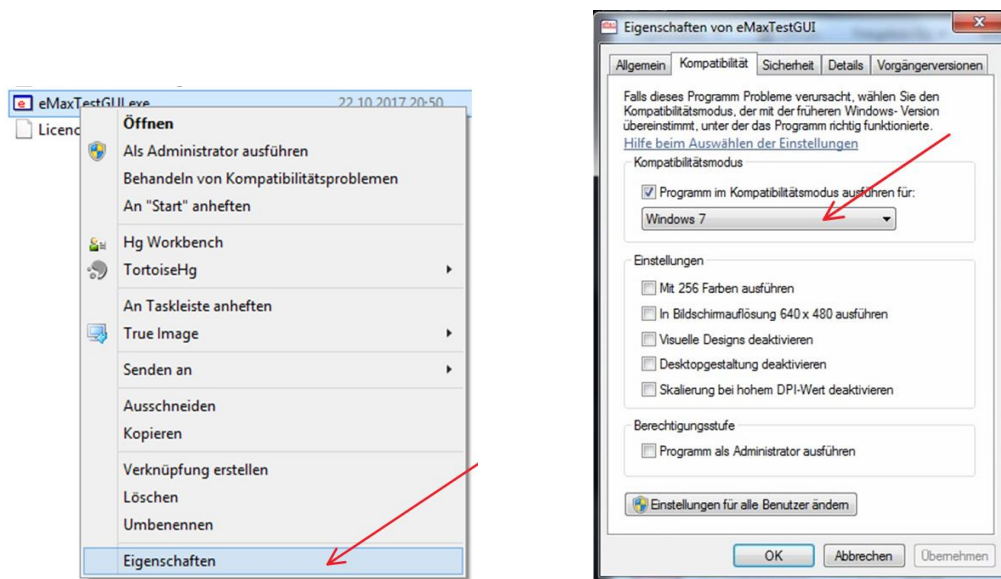 eMaxTestGUI.exe 22.10.2017 20:50
Licenc
Öffnen
Als Administrator ausführen
Behandeln von Kompatibilitätsproblemen
An "Start" anheften
Hg Workbench
TortoiseHg
An Taskleiste anheften
True Image
Senden an
Ausschneiden
Kopieren
Verknüpfung erstellen
Löschen
Umbenennen
Eigenschaften
Eigenschaften von eMaxTestGUI
Allgemein Kompatibilität Sicherheit Details Vorgängerversionen
Falls dieses Programm Probleme verursacht, wählen Sie den
Kompatibilitätsmodus, der mit der früheren Windows- Version
übereinstimmt, unter der das Programm richtig funktionierte.
Hilfe beim Auswählen der Einstellungen
Kompatibilitätsmodus
Programm im Kompatibilitätsmodus ausführen für:
Windows 7
Einstellungen
Mit 256 Farben ausführen
In Bildschirmauflösung 640 x 480 ausführen
Visuelle Designs deaktivieren
Desktopgestaltung deaktivieren
Skalierung bei hohem DPI-Wert deaktivieren
Berechtigungsstufe
Programm als Administrator ausführen
Einstellungen für alle Benutzer ändern
OK Abbrechen Übernehmen